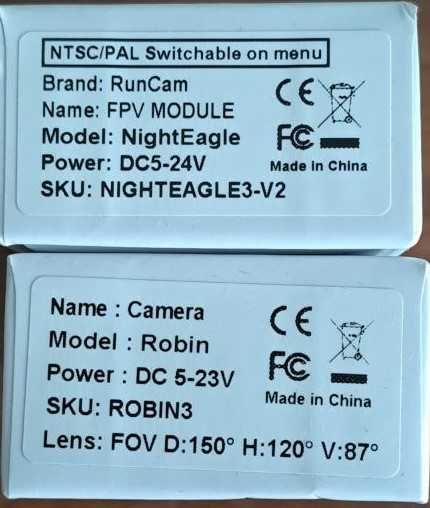 NTSC/PAL Switchable on menu
Brand: RunCam
Name: FPV MODULE
Model: NightEagle
Power: DC5-24V
SKU: NIGHTEAGLE3-V2
CE
FC
Made in China
Name : Camera
Model : Robin
Power : DC 5-23V
SKU: ROBIN3
Lens: FOV D:150° H:120° V:87°
CE
FC
Made in China